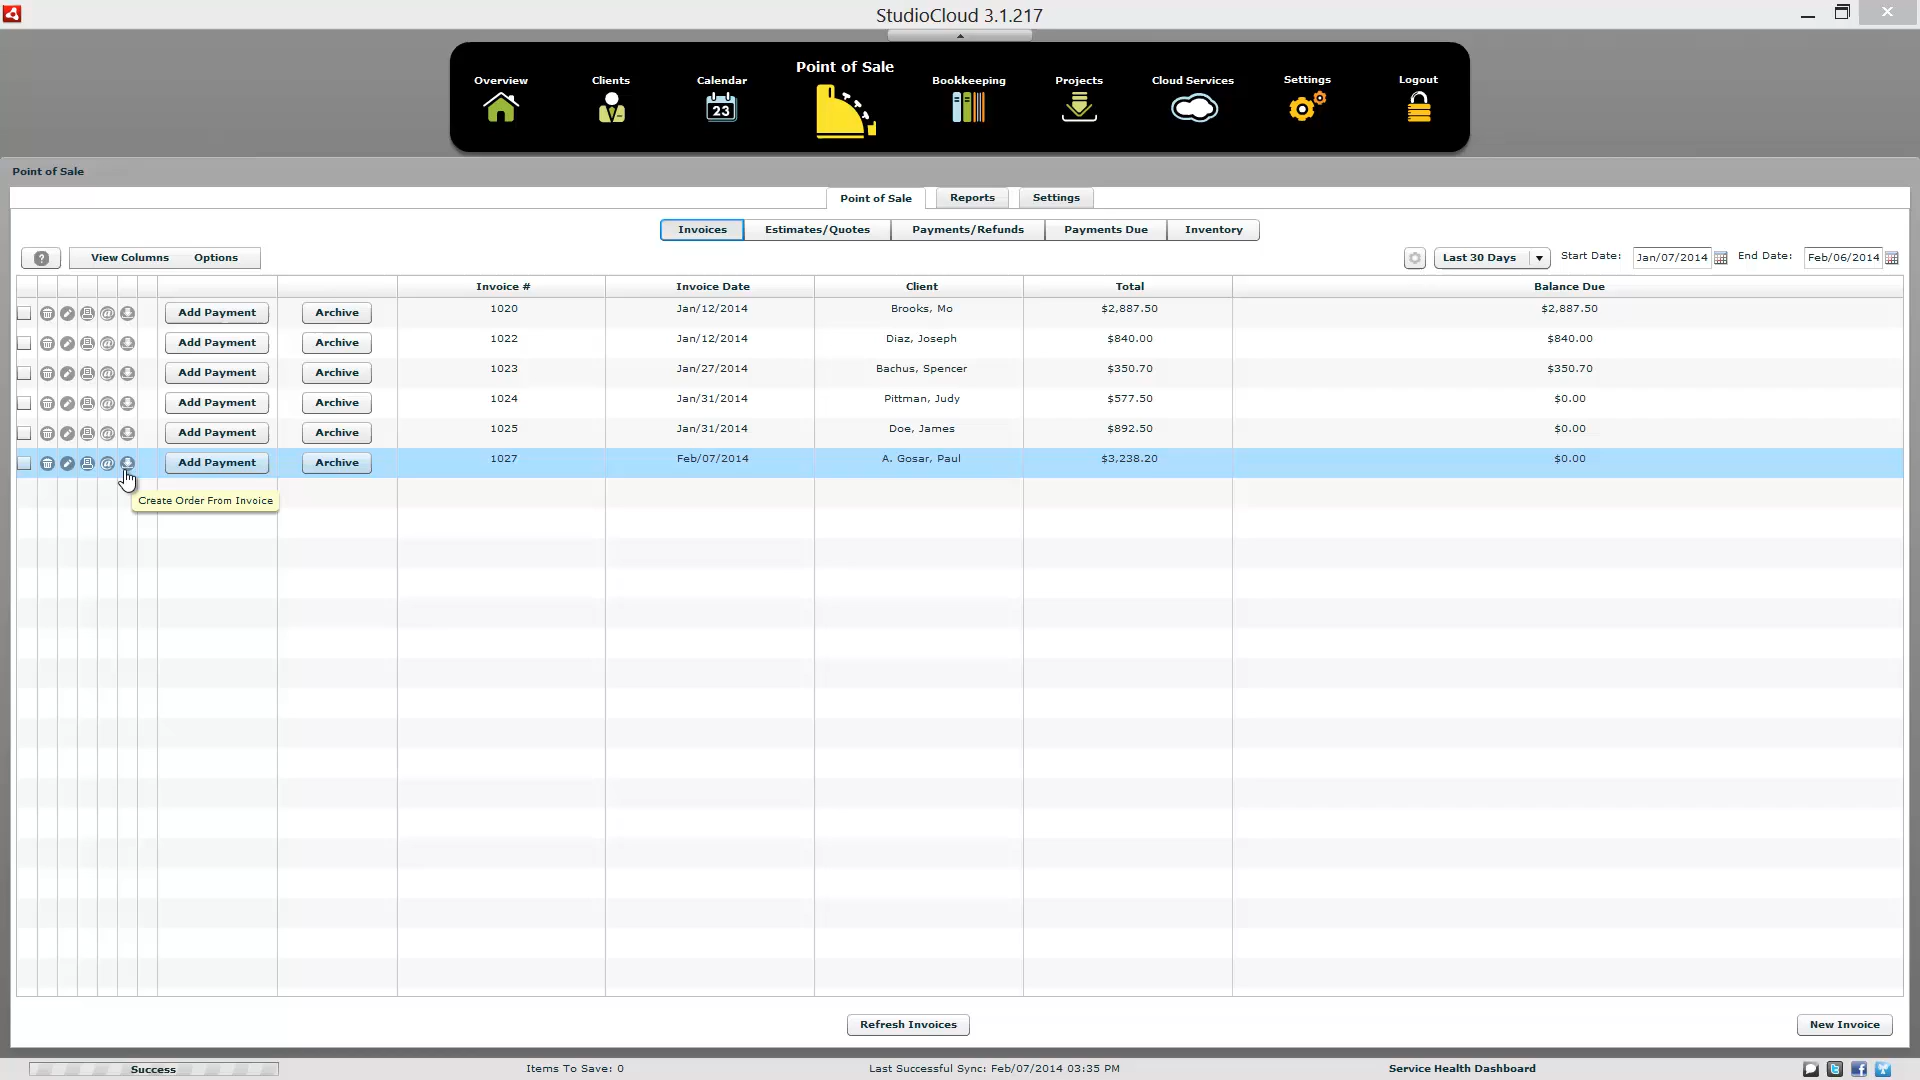 StudioCloud 3.1.217
Overview
Clients
Calendar
23
Point of Sale
Bookkeeping
Projects
Cloud Services
Settings
Logout
Point of Sale
Point of Sale
Reports
Settings
Invoices
Estimates/Quotes
Payments/Refunds
Payments Due
Inventory
?
View Columns
Options
Last 30 Days
Start Date:
Jan/07/2014
End Date:
Feb/06/2014
Invoice # Invoice Date Client Total Balance Due
Add Payment Archive 1020 Jan/12/2014 Brooks, Mo $2,887.50 $2,887.50
Add Payment Archive 1022 Jan/12/2014 Diaz, Joseph $840.00 $840.00
Add Payment Archive 1023 Jan/27/2014 Bachus, Spencer $350.70 $350.70
Add Payment Archive 1024 Jan/31/2014 Pittman, Judy $577.50 $0.00
Add Payment Archive 1025 Jan/31/2014 Doe, James $892.50 $0.00
Add Payment Archive 1027 Feb/07/2014 A. Gosar, Paul $3,238.20 $0.00
Create Order From Invoice
Refresh Invoices
New Invoice
Success
Items To Save: 0
Last Successful Sync: Feb/07/2014 03:35 PM
Service Health Dashboard